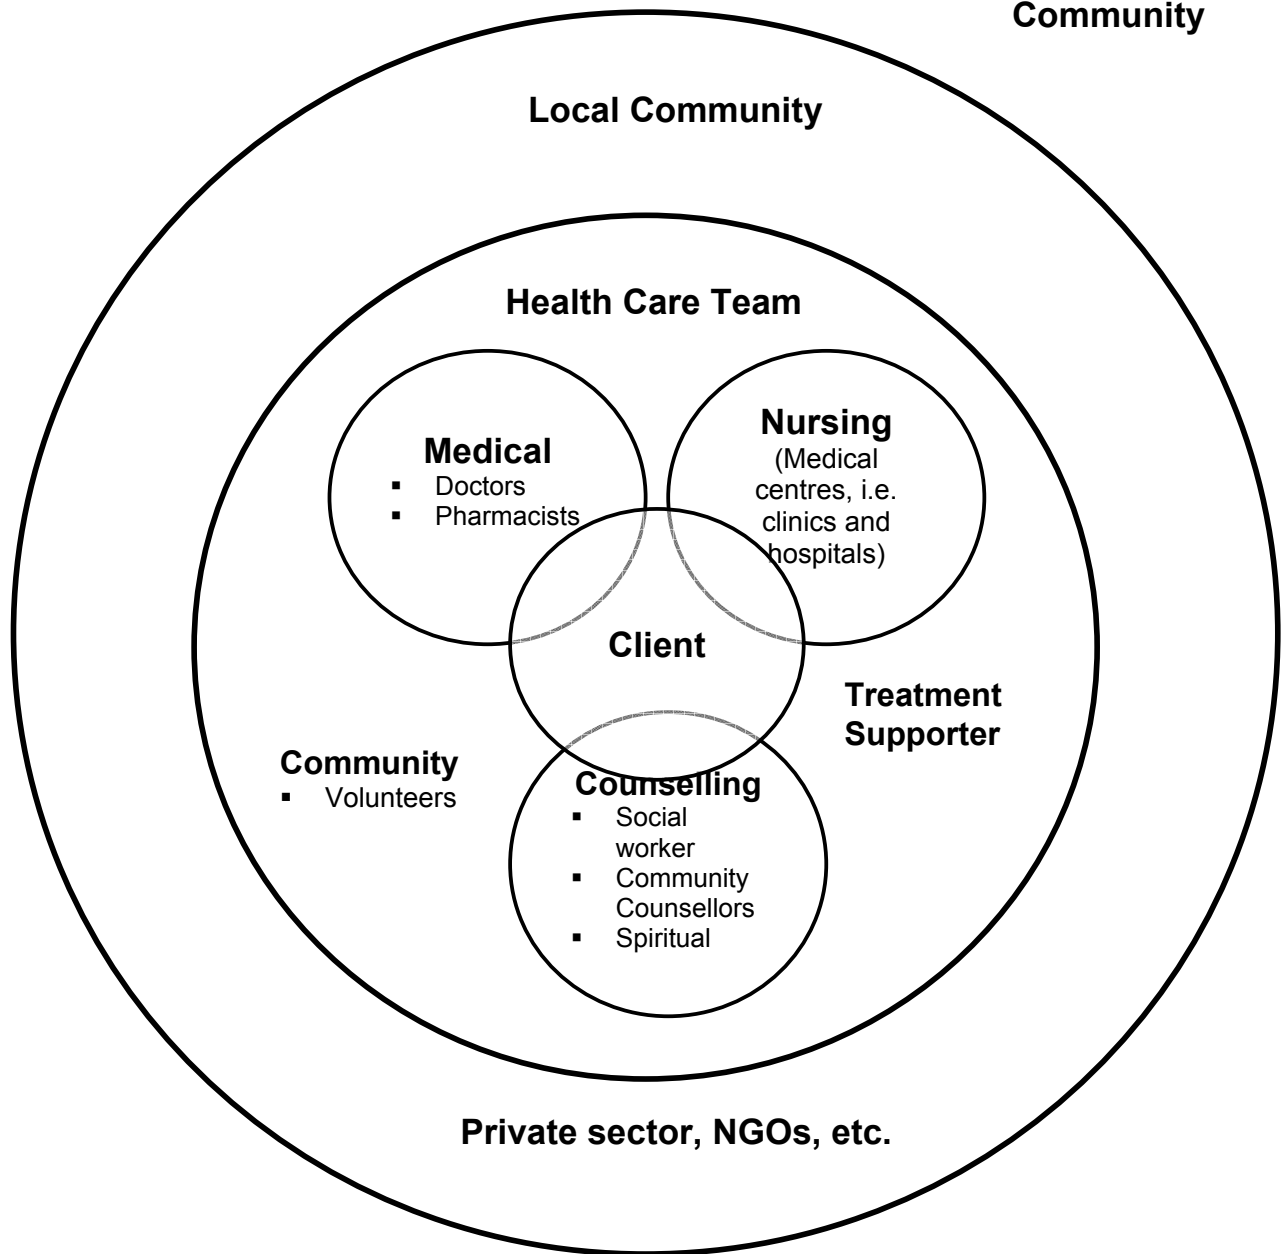 Community
Local Community
Health Care Team
Medical
▪ Doctors
▪ Pharmacists
Nursing
(Medical
centres, i.e.
clinics and
hospitals)
Client
Treatment
Supporter
Community
▪ Volunteers
Counselling
▪ Social
worker
▪ Community
Counsellors
▪ Spiritual
Private sector, NGOs, etc.